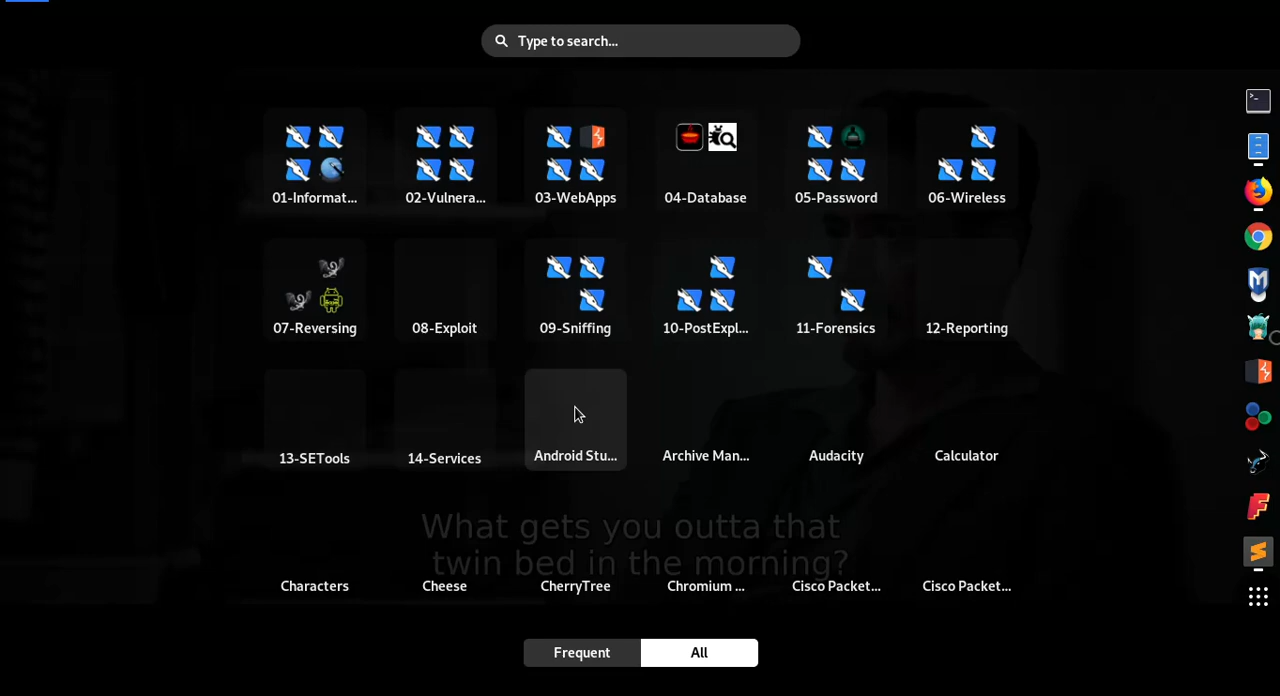 Type to search...
01-Informat...
02-Vulnera...
03-WebApps
04-Database
05-Password
06-Wireless
07-Reversing
08-Exploit
09-Sniffing
10-PostExpl...
11-Forensics
12-Reporting
13-SETools
14-Services
Android Stu...
Archive Man...
Audacity
Calculator
What gets you outta that
twin bed in the morning?
Characters
Cheese
CherryTree
Chromium ...
Cisco Packet...
Cisco Packet...
Frequent
All